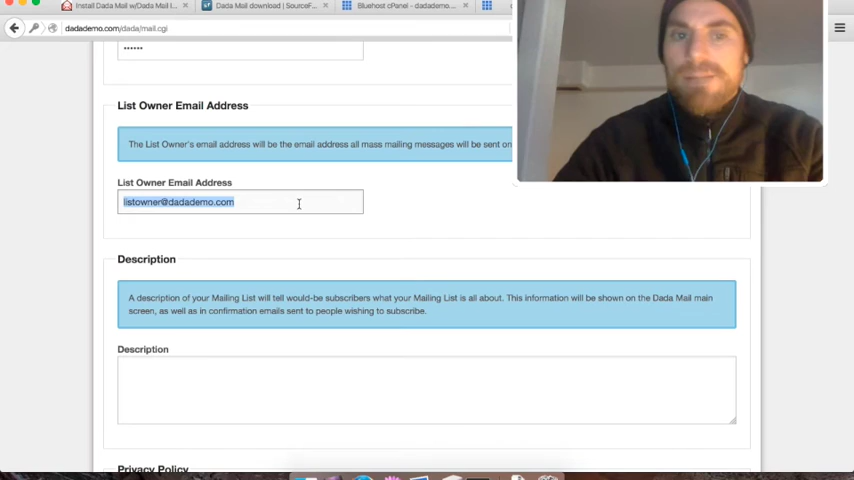 Install Dada Mail w/Dada Mail I...
Dada Mail download | SourceF...
Bluehost cPanel - dadademo....
dadademo.com/dada/mail.cgi
••••••
List Owner Email Address
The List Owner's email address will be the email address all mass mailing messages will be sent on
List Owner Email Address
listowner@dadademo.com
Description
A description of your Mailing List will tell would-be subscribers what your Mailing List is all about. This information will be shown on the Dada Mail main
screen, as well as in confirmation emails sent to people wishing to subscribe.
Description
Privacy Policy